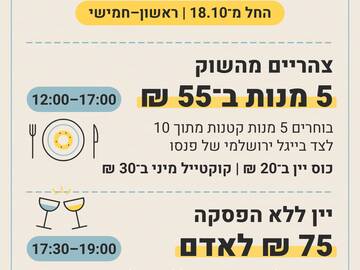 החל מ־18.10 | ראשון–חמישי
צהריים מהשוק
5 מנות ב־55 ₪
12:00–17:00
בוחרים 5 מנות קטנות מתוך 10
לצד בייגל ירושלמי של פנסו
כוס יין ב־20 ₪ | קוקטייל מיני ב־30 ₪
יין ללא הפסקה
75 ₪ לאדם
17:30–19:00